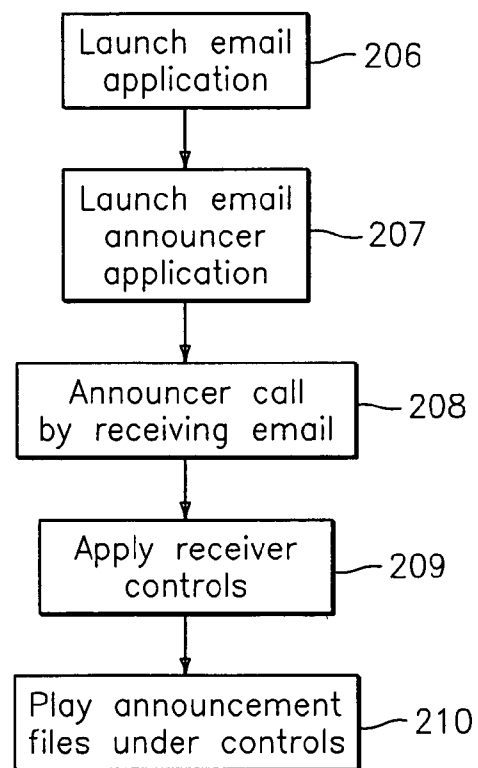 Launch email
application
206
Launch email
announcer
application
207
Announcer call
by receiving email
208
Apply receiver
controls
209
Play announcement
files under controls
210